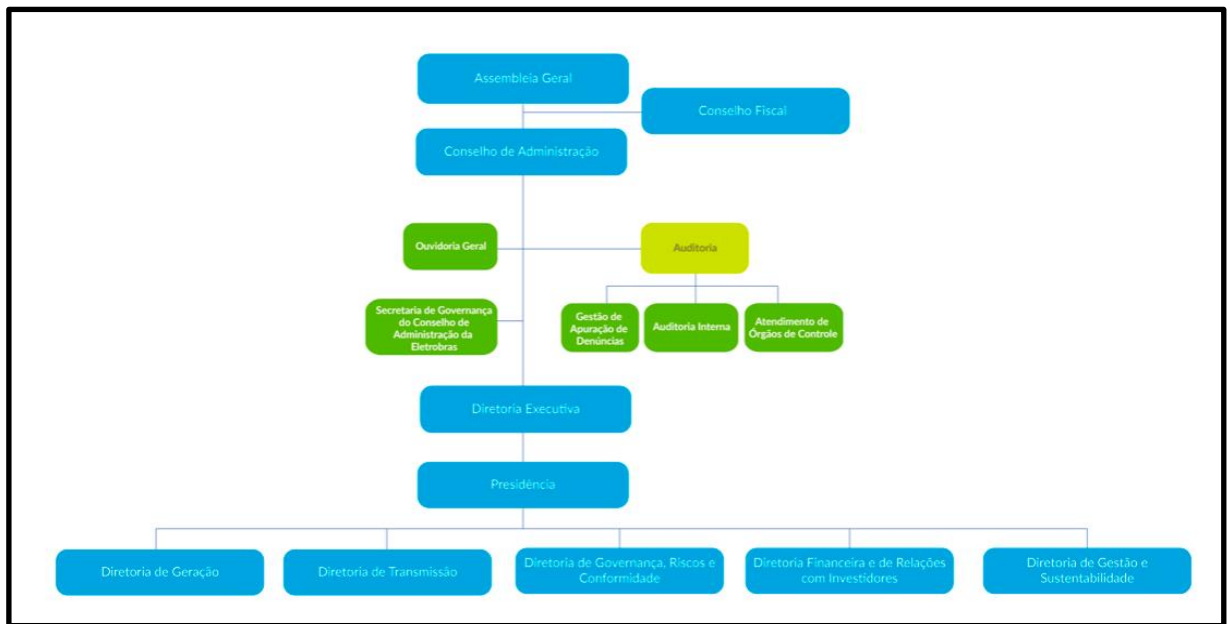 Assembleia Geral
Conselho Fiscal
Conselho de Administração
Ouvidoria Geral
Auditoria
Secretaria de Governança
do Conselho de
Administração da
Eletrobras
Gestão de
Apuração de
Denúncias
Auditoria Interna
Atendimento de
Órgãos de Controle
Diretoria Executiva
Presidência
Diretoria de Geração
Diretoria de Transmissão
Diretoria de Governança, Riscos e
Conformidade
Diretoria Financeira e de Relações
com Investidores
Diretoria de Gestão e
Sustentabilidade